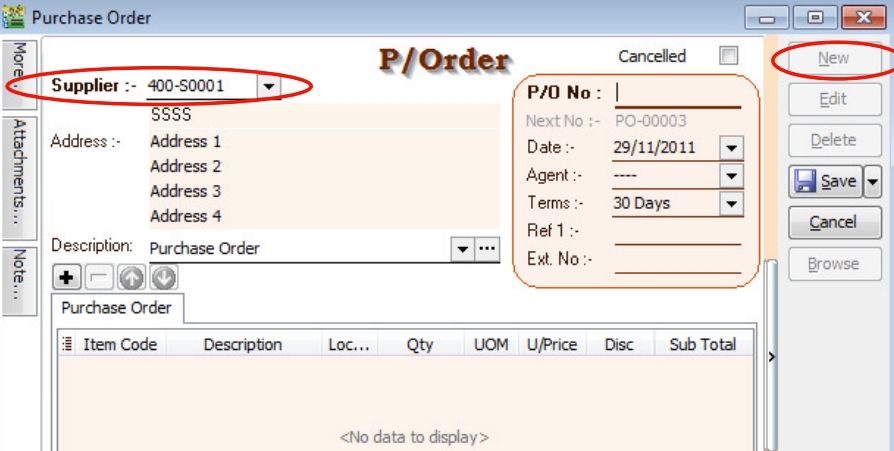 Purchase Order
More...
Attachments...
Note...
P/Order
Cancelled
Supplier :- 400-S0001
SSSS
Address :- Address 1
Address 2
Address 3
Address 4
Description: Purchase Order
P/O No :
Next No :- PO-00003
Date :- 29/11/2011
Agent :- ----
Terms :- 30 Days
Ref 1 :-
Ext. No :-
New
Edit
Delete
Save
Cancel
Browse
Purchase Order
Item Code Description Loc... Qty UOM U/Price Disc Sub Total
<No data to display>